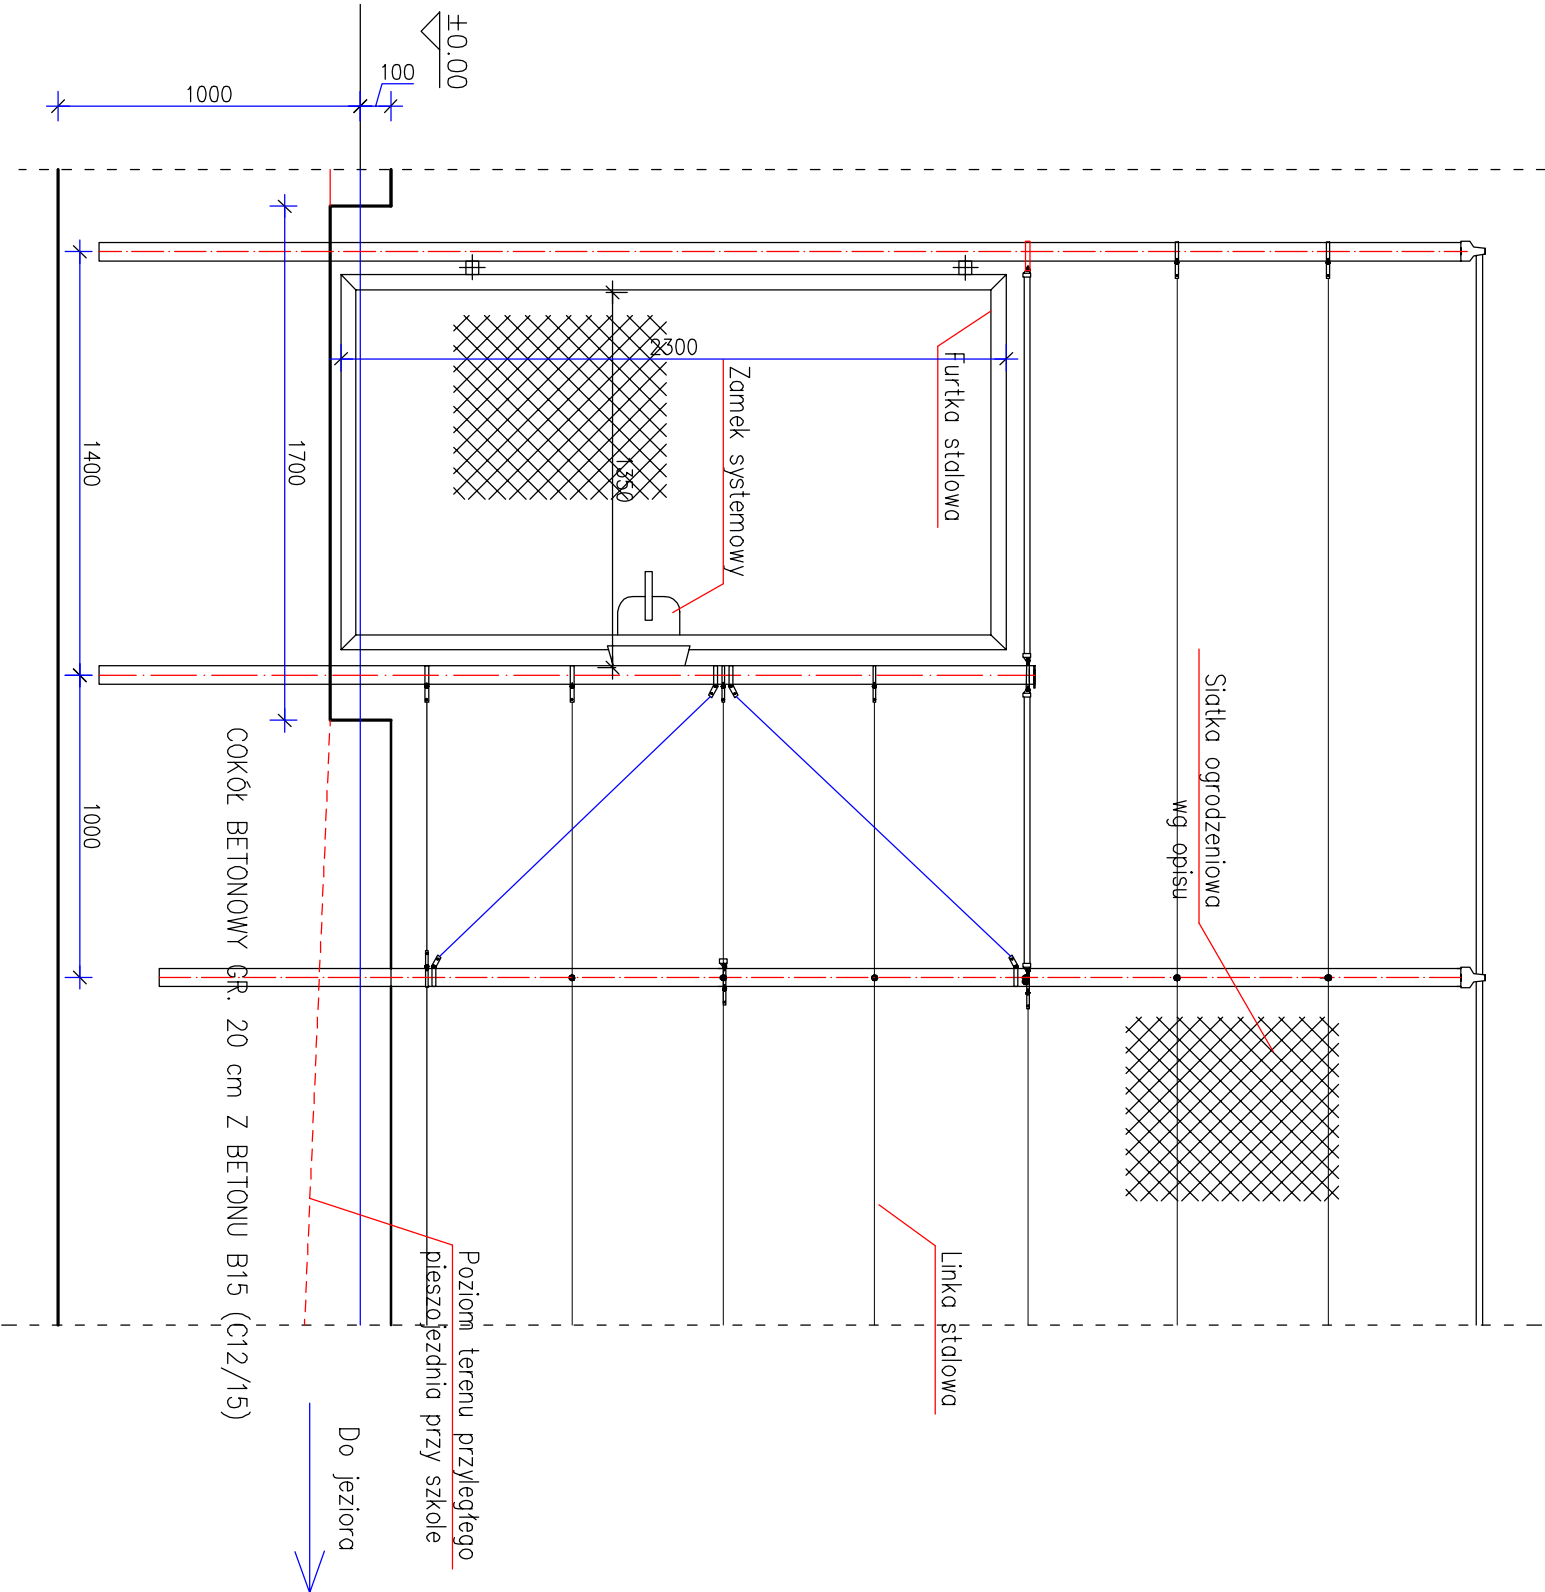 ±0.00
100
1000
2300
1350
1400
1700
1000
Furtka stalowa
Zamek systemowy
Siatka ogrodzeniowa
wg opisu
Linka stalowa
Poziom terenu przyległego
pieszojezdnia przy szkole
COKÓŁ BETONOWY GR. 20 cm Z BETONU B15 (C12/15)
Do jeziora